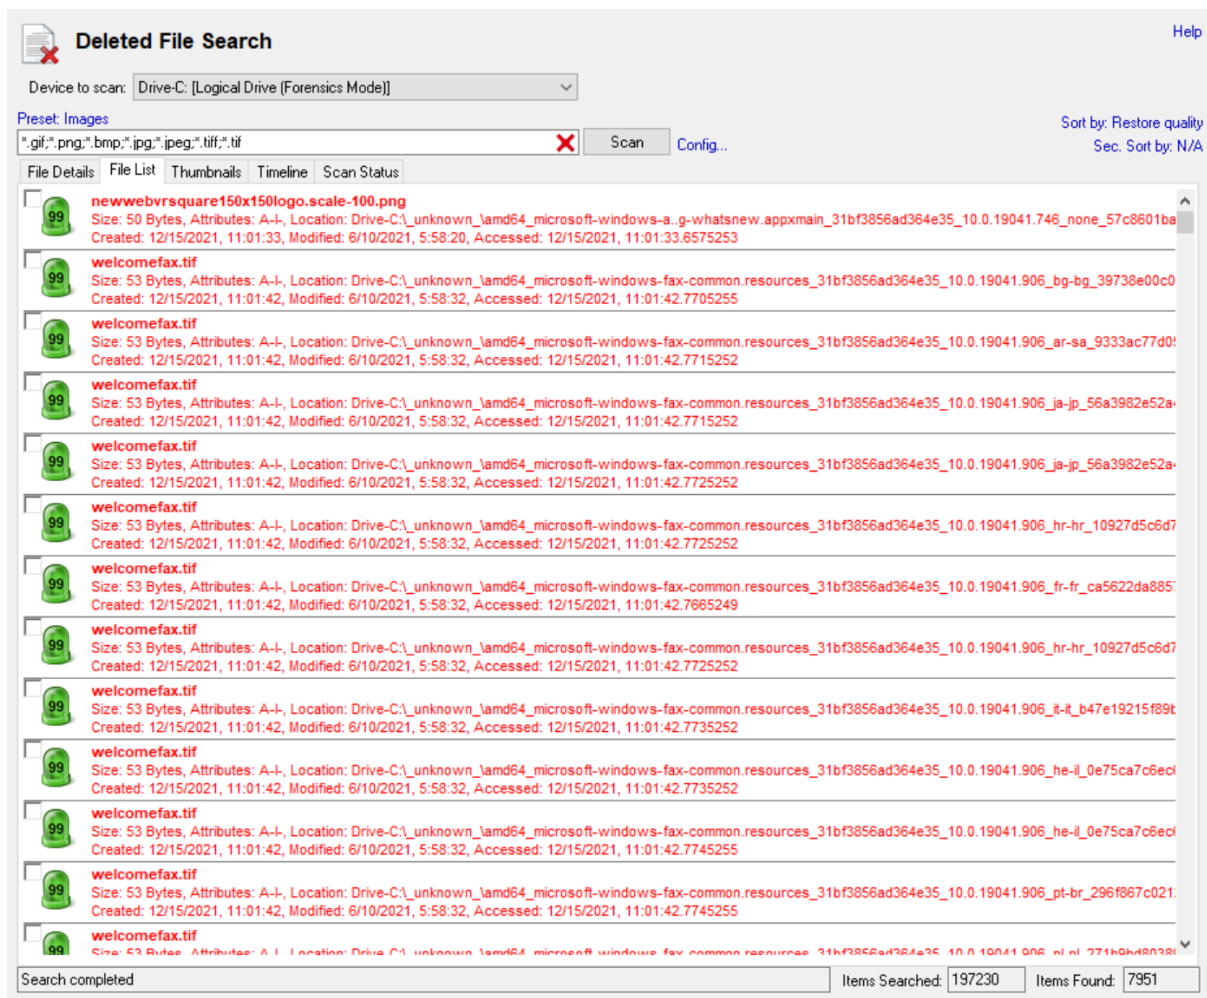 Deleted File Search
Help
Device to scan: Drive-C: [Logical Drive (Forensics Mode)]
Preset: Images
Sort by: Restore quality
*.gif;*.png;*.bmp;*.jpg;*.jpeg;*.tiff;*.tif
Scan
Config...
Sec. Sort by: N/A
File Details File List Thumbnails Timeline Scan Status
99
newwebvrsquare150x150logo.scale-100.png
Size: 50 Bytes, Attributes: A-I-, Location: Drive-C:\_unknown_\amd64_microsoft-windows-a..g-whatsnew.appxmain_31bf3856ad364e35_10.0.19041.746_none_57c8601ba
Created: 12/15/2021, 11:01:33, Modified: 6/10/2021, 5:58:20, Accessed: 12/15/2021, 11:01:33.6575253
99
welcomefax.tif
Size: 53 Bytes, Attributes: A-I-, Location: Drive-C:\_unknown_\amd64_microsoft-windows-fax-common.resources_31bf3856ad364e35_10.0.19041.906_bg-bg_39738e00c0
Created: 12/15/2021, 11:01:42, Modified: 6/10/2021, 5:58:32, Accessed: 12/15/2021, 11:01:42.7705255
99
welcomefax.tif
Size: 53 Bytes, Attributes: A-I-, Location: Drive-C:\_unknown_\amd64_microsoft-windows-fax-common.resources_31bf3856ad364e35_10.0.19041.906_ar-sa_9333ac77d0
Created: 12/15/2021, 11:01:42, Modified: 6/10/2021, 5:58:32, Accessed: 12/15/2021, 11:01:42.7715252
99
welcomefax.tif
Size: 53 Bytes, Attributes: A-I-, Location: Drive-C:\_unknown_\amd64_microsoft-windows-fax-common.resources_31bf3856ad364e35_10.0.19041.906_ja-jp_56a3982e52a
Created: 12/15/2021, 11:01:42, Modified: 6/10/2021, 5:58:32, Accessed: 12/15/2021, 11:01:42.7715252
99
welcomefax.tif
Size: 53 Bytes, Attributes: A-I-, Location: Drive-C:\_unknown_\amd64_microsoft-windows-fax-common.resources_31bf3856ad364e35_10.0.19041.906_ja-jp_56a3982e52a
Created: 12/15/2021, 11:01:42, Modified: 6/10/2021, 5:58:32, Accessed: 12/15/2021, 11:01:42.7725252
99
welcomefax.tif
Size: 53 Bytes, Attributes: A-I-, Location: Drive-C:\_unknown_\amd64_microsoft-windows-fax-common.resources_31bf3856ad364e35_10.0.19041.906_hr-hr_10927d5c6d7
Created: 12/15/2021, 11:01:42, Modified: 6/10/2021, 5:58:32, Accessed: 12/15/2021, 11:01:42.7725252
99
welcomefax.tif
Size: 53 Bytes, Attributes: A-I-, Location: Drive-C:\_unknown_\amd64_microsoft-windows-fax-common.resources_31bf3856ad364e35_10.0.19041.906_fr-fr_ca5622da885
Created: 12/15/2021, 11:01:42, Modified: 6/10/2021, 5:58:32, Accessed: 12/15/2021, 11:01:42.7665249
99
welcomefax.tif
Size: 53 Bytes, Attributes: A-I-, Location: Drive-C:\_unknown_\amd64_microsoft-windows-fax-common.resources_31bf3856ad364e35_10.0.19041.906_hr-hr_10927d5c6d7
Created: 12/15/2021, 11:01:42, Modified: 6/10/2021, 5:58:32, Accessed: 12/15/2021, 11:01:42.7725252
99
welcomefax.tif
Size: 53 Bytes, Attributes: A-I-, Location: Drive-C:\_unknown_\amd64_microsoft-windows-fax-common.resources_31bf3856ad364e35_10.0.19041.906_it-it_b47e19215f89b
Created: 12/15/2021, 11:01:42, Modified: 6/10/2021, 5:58:32, Accessed: 12/15/2021, 11:01:42.7735252
99
welcomefax.tif
Size: 53 Bytes, Attributes: A-I-, Location: Drive-C:\_unknown_\amd64_microsoft-windows-fax-common.resources_31bf3856ad364e35_10.0.19041.906_he-il_0e75ca7c6ec
Created: 12/15/2021, 11:01:42, Modified: 6/10/2021, 5:58:32, Accessed: 12/15/2021, 11:01:42.7735252
99
welcomefax.tif
Size: 53 Bytes, Attributes: A-I-, Location: Drive-C:\_unknown_\amd64_microsoft-windows-fax-common.resources_31bf3856ad364e35_10.0.19041.906_he-il_0e75ca7c6ec
Created: 12/15/2021, 11:01:42, Modified: 6/10/2021, 5:58:32, Accessed: 12/15/2021, 11:01:42.7745255
99
welcomefax.tif
Size: 53 Bytes, Attributes: A-I-, Location: Drive-C:\_unknown_\amd64_microsoft-windows-fax-common.resources_31bf3856ad364e35_10.0.19041.906_pt-br_296f867c021
Created: 12/15/2021, 11:01:42, Modified: 6/10/2021, 5:58:32, Accessed: 12/15/2021, 11:01:42.7745255
99
welcomefax.tif
Size: 53 Bytes, Attributes: A-I-, Location: Drive-C:\_unknown_\amd64_microsoft-windows-fax-common.resources_31bf3856ad364e35_10.0.19041.906_pl-pl_271b9bd8038
Search completed
Items Searched: 197230 Items Found: 7951